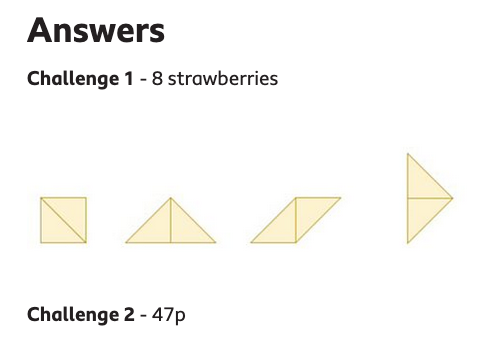 Answers
Challenge 1 - 8 strawberries
Challenge 2 - 47p